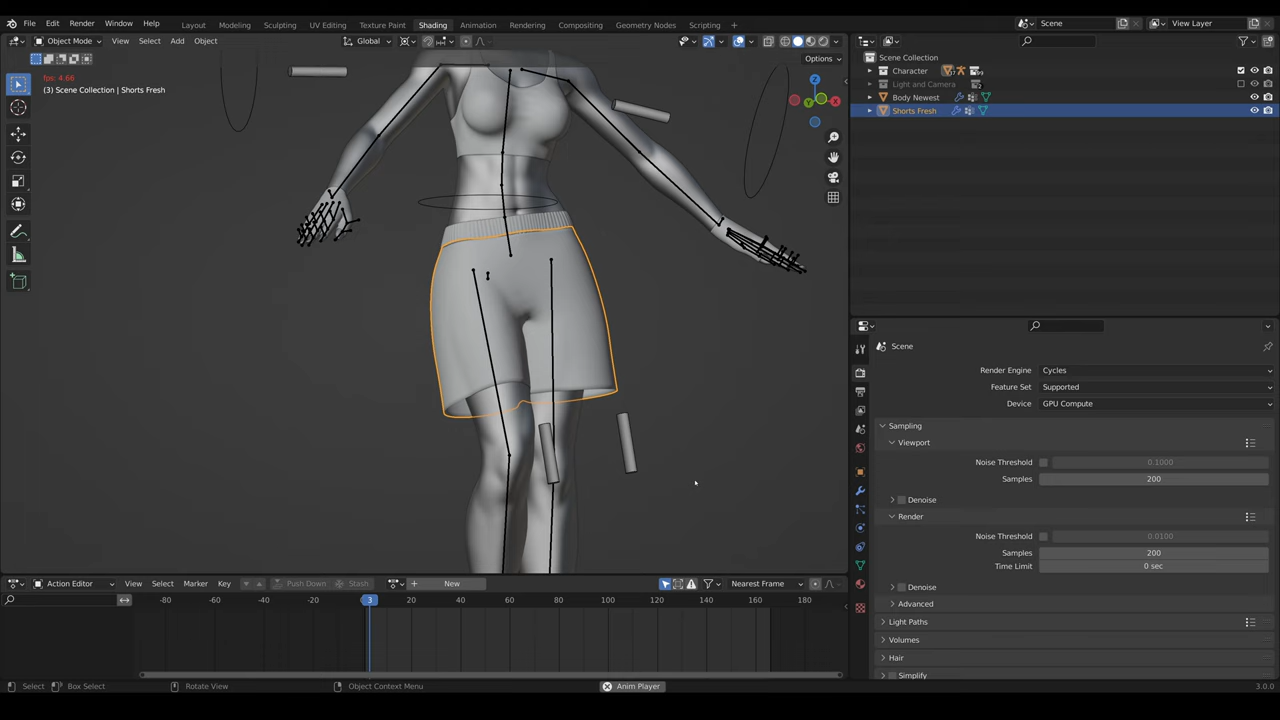 File Edit Render Window Help Layout Modeling Sculpting UV Editing Texture Paint Shading Animation Rendering Compositing Geometry Nodes Scripting + Scene View Layer
Object Mode View Select Add Object Global
Options
fps: 4.66
(3) Scene Collection | Shorts Fresh
Z
Y
X
Scene Collection
Character
Light and Camera
Body Newest
Shorts Fresh
Scene
Render Engine Cycles
Feature Set Supported
Device GPU Compute
Sampling
Viewport
Noise Threshold 0.1000
Samples 200
Denoise
Render
Noise Threshold 0.0100
Samples 200
Time Limit 0 sec
Denoise
Advanced
Light Paths
Volumes
Hair
Simplify
Action Editor View Select Marker Key Push Down Stash + New Nearest Frame
-80 -60 -40 -20 3 20 40 60 80 100 120 140 160 180
Select Box Select Rotate View Object Context Menu Anim Player 3.0.0